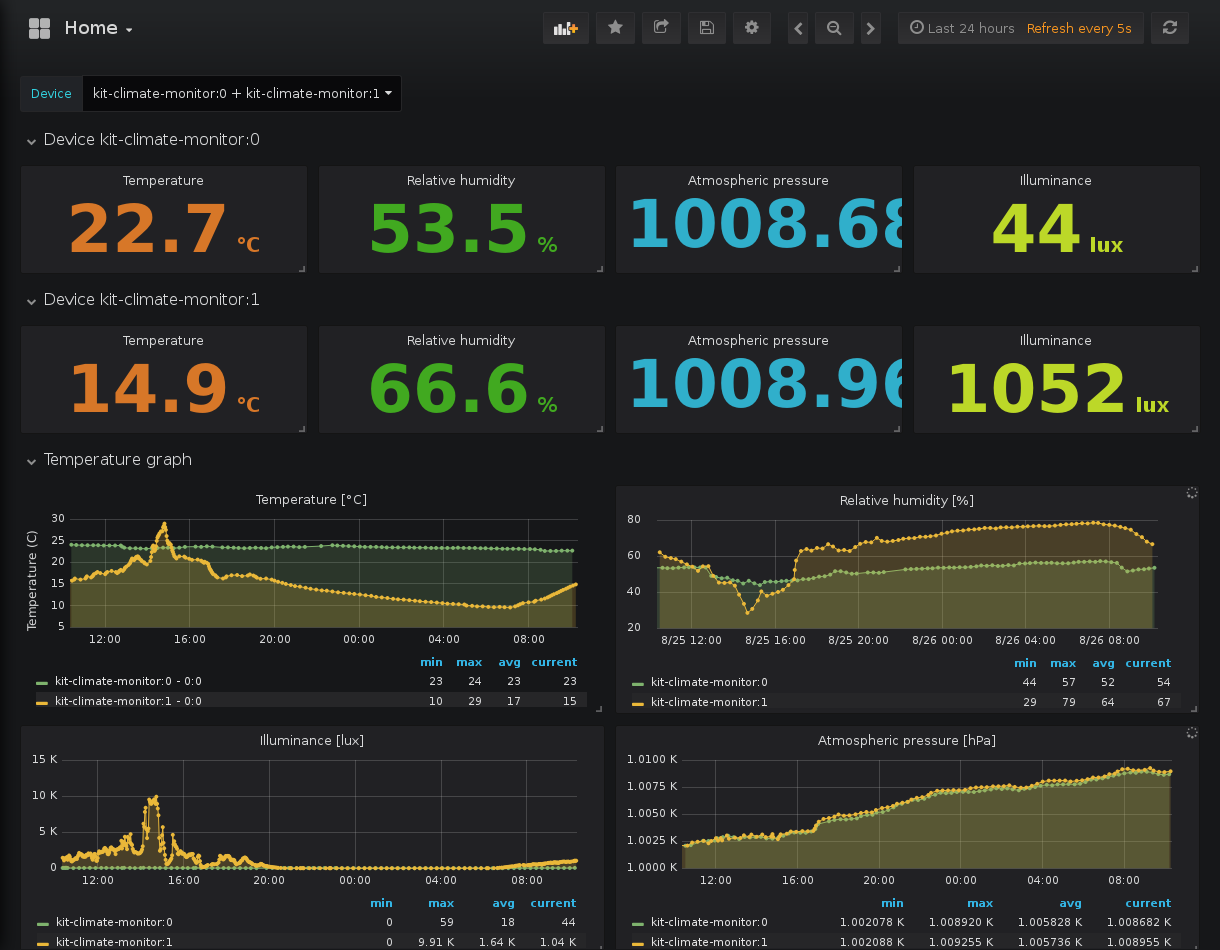 Home
Last 24 hours Refresh every 5s
Device kit-climate-monitor:0 + kit-climate-monitor:1
Device kit-climate-monitor:0
Temperature Relative humidity Atmospheric pressure Illuminance
22.7 °C 53.5 % 1008.68 44 lux
Device kit-climate-monitor:1
Temperature Relative humidity Atmospheric pressure Illuminance
14.9 °C 66.6 % 1008.96 1052 lux
Temperature graph
Temperature [°C]
Temperature (C)
30
25
20
15
10
5
12:00 16:00 20:00 00:00 04:00 08:00
min max avg current
kit-climate-monitor:0 - 0:0 23 24 23 23
kit-climate-monitor:1 - 0:0 10 29 17 15
Relative humidity [%]
80
60
40
20
8/25 12:00 8/25 16:00 8/25 20:00 8/26 00:00 8/26 04:00 8/26 08:00
min max avg current
kit-climate-monitor:0 44 57 52 54
kit-climate-monitor:1 29 79 64 67
Illuminance [lux]
15 K
10 K
5 K
0
12:00 16:00 20:00 00:00 04:00 08:00
min max avg current
kit-climate-monitor:0 0 59 18 44
kit-climate-monitor:1 0 9.91 K 1.64 K 1.04 K
Atmospheric pressure [hPa]
1.0100 K
1.0075 K
1.0050 K
1.0025 K
1.0000 K
12:00 16:00 20:00 00:00 04:00 08:00
min max avg current
kit-climate-monitor:0 1.002078 K 1.008920 K 1.005828 K 1.008682 K
kit-climate-monitor:1 1.002088 K 1.009255 K 1.005736 K 1.008955 K